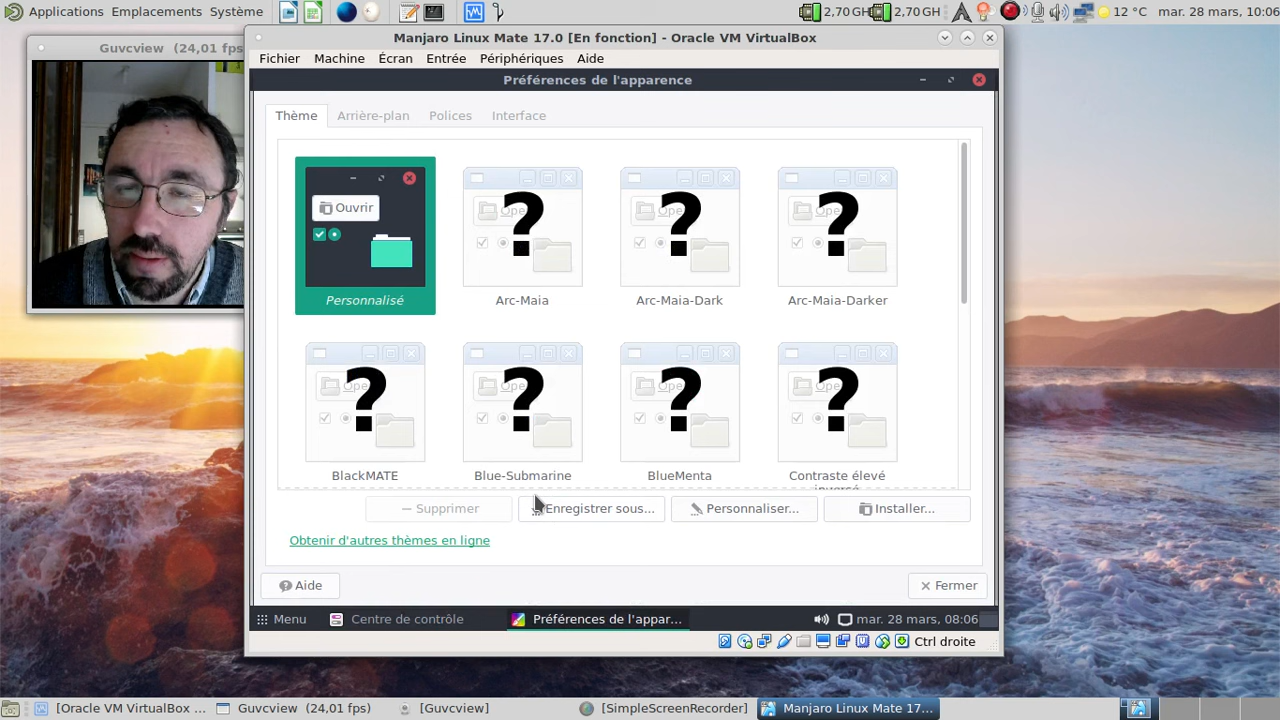 Applications Emplacements Système
2,70 GH 2,70 GH 12 °C mar. 28 mars, 10:06
Guvcview (24,01 fps
Manjaro Linux Mate 17.0 [En fonction] - Oracle VM VirtualBox
Fichier Machine Écran Entrée Périphériques Aide
Préférences de l'apparence
Thème Arrière-plan Polices Interface
Ouvrir
Personnalisé Arc-Maia Arc-Maia-Dark Arc-Maia-Darker
BlackMATE Blue-Submarine BlueMenta Contraste élevé
Supprimer Enregistrer sous... Personnaliser... Installer...
Obtenir d'autres thèmes en ligne
Aide Fermer
Menu Centre de contrôle Préférences de l'appar... mar. 28 mars, 08:06
Ctrl droite
[Oracle VM VirtualBox ... Guvcview (24,01 fps) [Guvcview] [SimpleScreenRecorder] Manjaro Linux Mate 17...